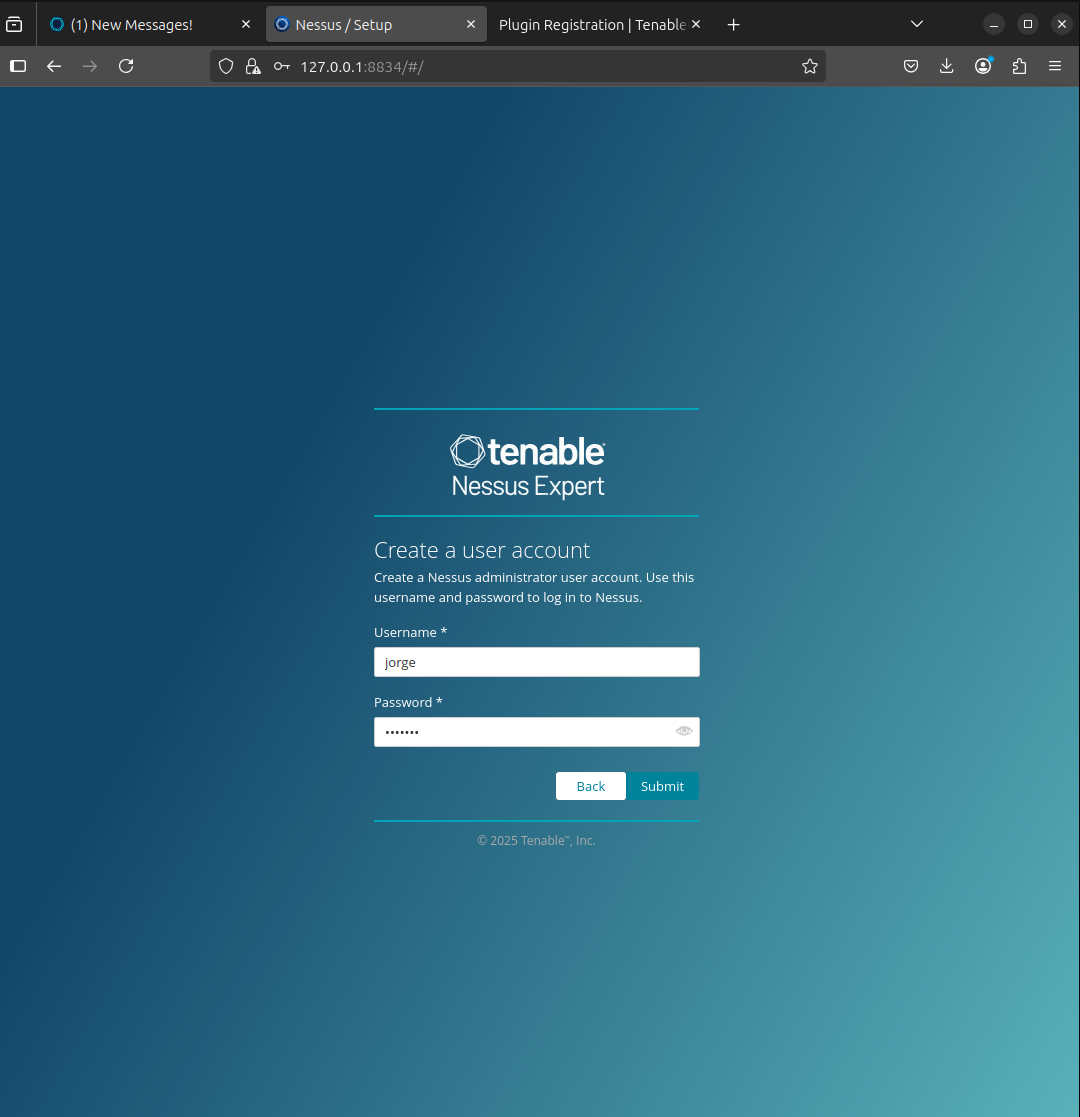 (1) New Messages!
Nessus / Setup
Plugin Registration | Tenable
127.0.0.1:8834/#/
tenable
Nessus Expert
Create a user account
Create a Nessus administrator user account. Use this
username and password to log in to Nessus.
Username *
jorge
Password *
•••••••
Back
Submit
© 2025 Tenable™, Inc.